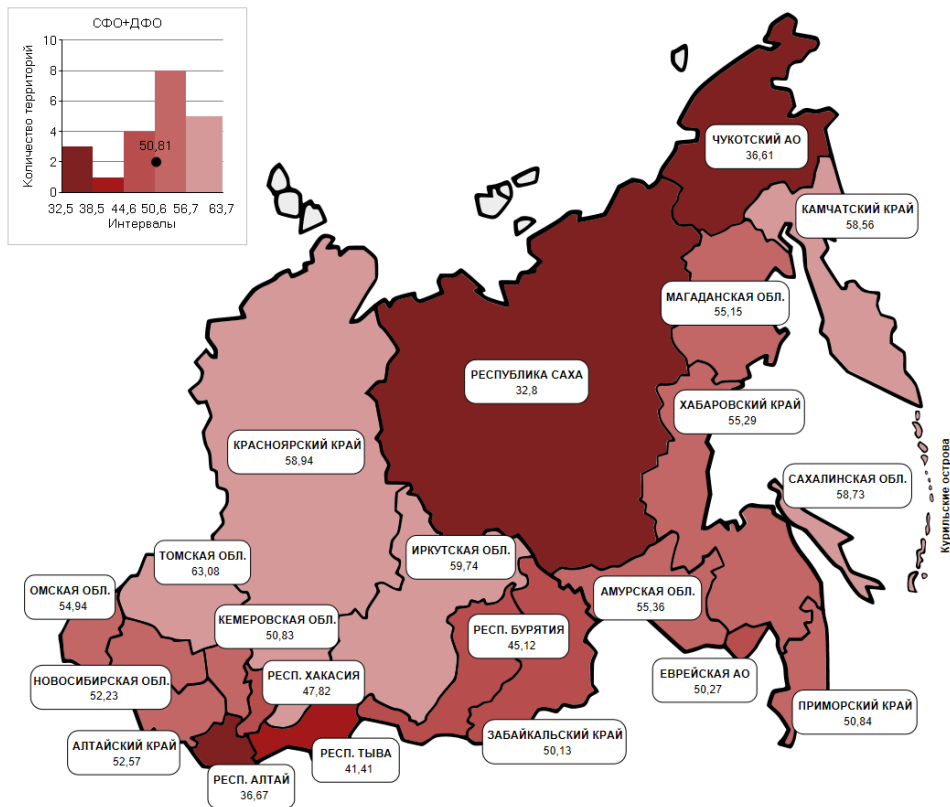 СФО+ДФО
Количество территорий
10
8
6
4
2
0
50,81
32,5 38,5 44,6 50,6 56,7 63,7
Интервалы
ЧУКОТСКИЙ АО
36,61
КАМЧАТСКИЙ КРАЙ
58,56
МАГАДАНСКАЯ ОБЛ.
55,15
РЕСПУБЛИКА САХА
32,8
ХАБАРОВСКИЙ КРАЙ
55,29
КРАСНОЯРСКИЙ КРАЙ
58,94
САХАЛИНСКАЯ ОБЛ.
58,73
Курильские острова
ТОМСКАЯ ОБЛ.
63,08
ИРКУТСКАЯ ОБЛ.
59,74
ОМСКАЯ ОБЛ.
54,94
АМУРСКАЯ ОБЛ.
55,36
КЕМЕРОВСКАЯ ОБЛ.
50,83
РЕСП. БУРЯТИЯ
45,12
НОВОСИБИРСКАЯ ОБЛ.
52,23
РЕСП. ХАКАСИЯ
47,82
ЕВРЕЙСКАЯ АО
50,27
ПРИМОРСКИЙ КРАЙ
50,84
ЗАБАЙКАЛЬСКИЙ КРАЙ
50,13
АЛТАЙСКИЙ КРАЙ
52,57
РЕСП. ТЫВА
41,41
РЕСП. АЛТАЙ
36,67